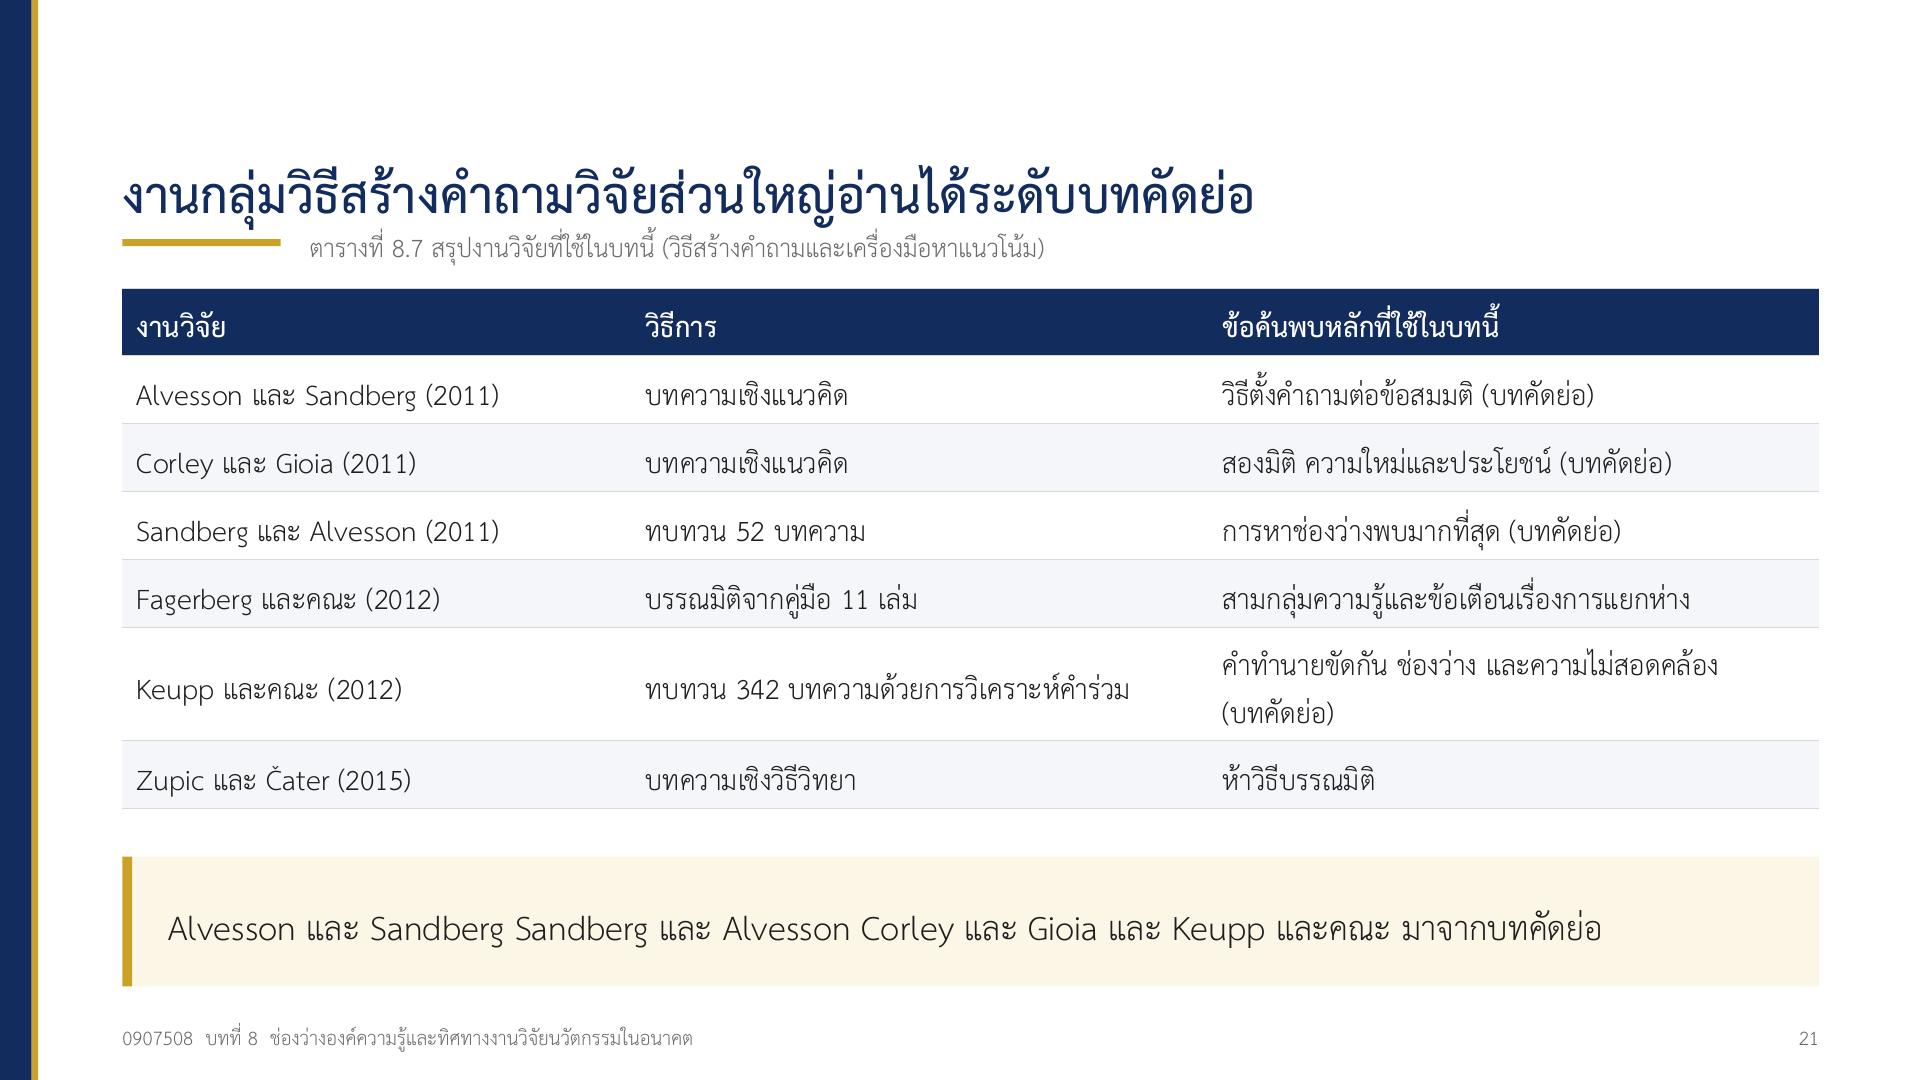 งานกลุ่มวิธีสร้างคำถามวิจัยส่วนใหญ่อ่านได้ระดับบทคัดย่อ
ตารางที่ 8.7 สรุปงานวิจัยที่ใช้ในบทนี้ (วิธีสร้างคำถามและเครื่องมือหาแนวโน้ม)
งานวิจัย วิธีการ ข้อค้นพบหลักที่ใช้ในบทนี้
Alvesson และ Sandberg (2011) บทความเชิงแนวคิด วิธีตั้งคำถามต่อข้อสมมติ (บทคัดย่อ)
Corley และ Gioia (2011) บทความเชิงแนวคิด สองมิติ ความใหม่และประโยชน์ (บทคัดย่อ)
Sandberg และ Alvesson (2011) ทบทวน 52 บทความ การหาช่องว่างพบมากที่สุด (บทคัดย่อ)
Fagerberg และคณะ (2012) บรรณมิติจากคู่มือ 11 เล่ม สามกลุ่มความรู้และข้อเตือนเรื่องการแยกห่าง
Keupp และคณะ (2012) ทบทวน 342 บทความด้วยการวิเคราะห์คำร่วม คำทำนายขัดกัน ช่องว่าง และความไม่สอดคล้อง
(บทคัดย่อ)
Zupic และ Čater (2015) บทความเชิงวิธีวิทยา ห้าวิธีบรรณมิติ
Alvesson และ Sandberg Sandberg และ Alvesson Corley และ Gioia และ Keupp และคณะ มาจากบทคัดย่อ
0907508 บทที่ 8 ช่องว่างองค์ความรู้และทิศทางงานวิจัยนวัตกรรมในอนาคต 21